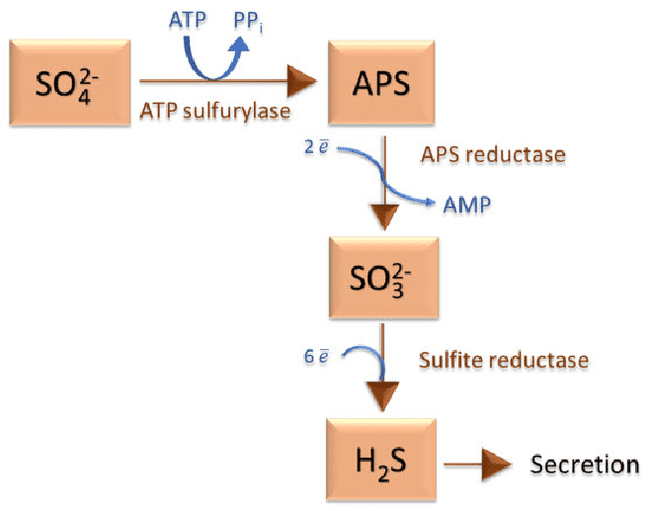 ATP PPi
SO₄²⁻
APS
ATP sulfurylase
2 e̅
APS reductase
AMP
SO₃²⁻
6 e̅
Sulfite reductase
H₂S
Secretion